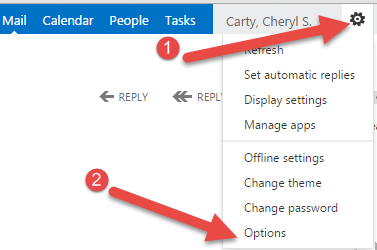 Mail Calendar People Tasks Carty, Cheryl S.
1
Refresh
Set automatic replies
REPLY REPLY
Display settings
Manage apps
Offline settings
Change theme
2
Change password
Options